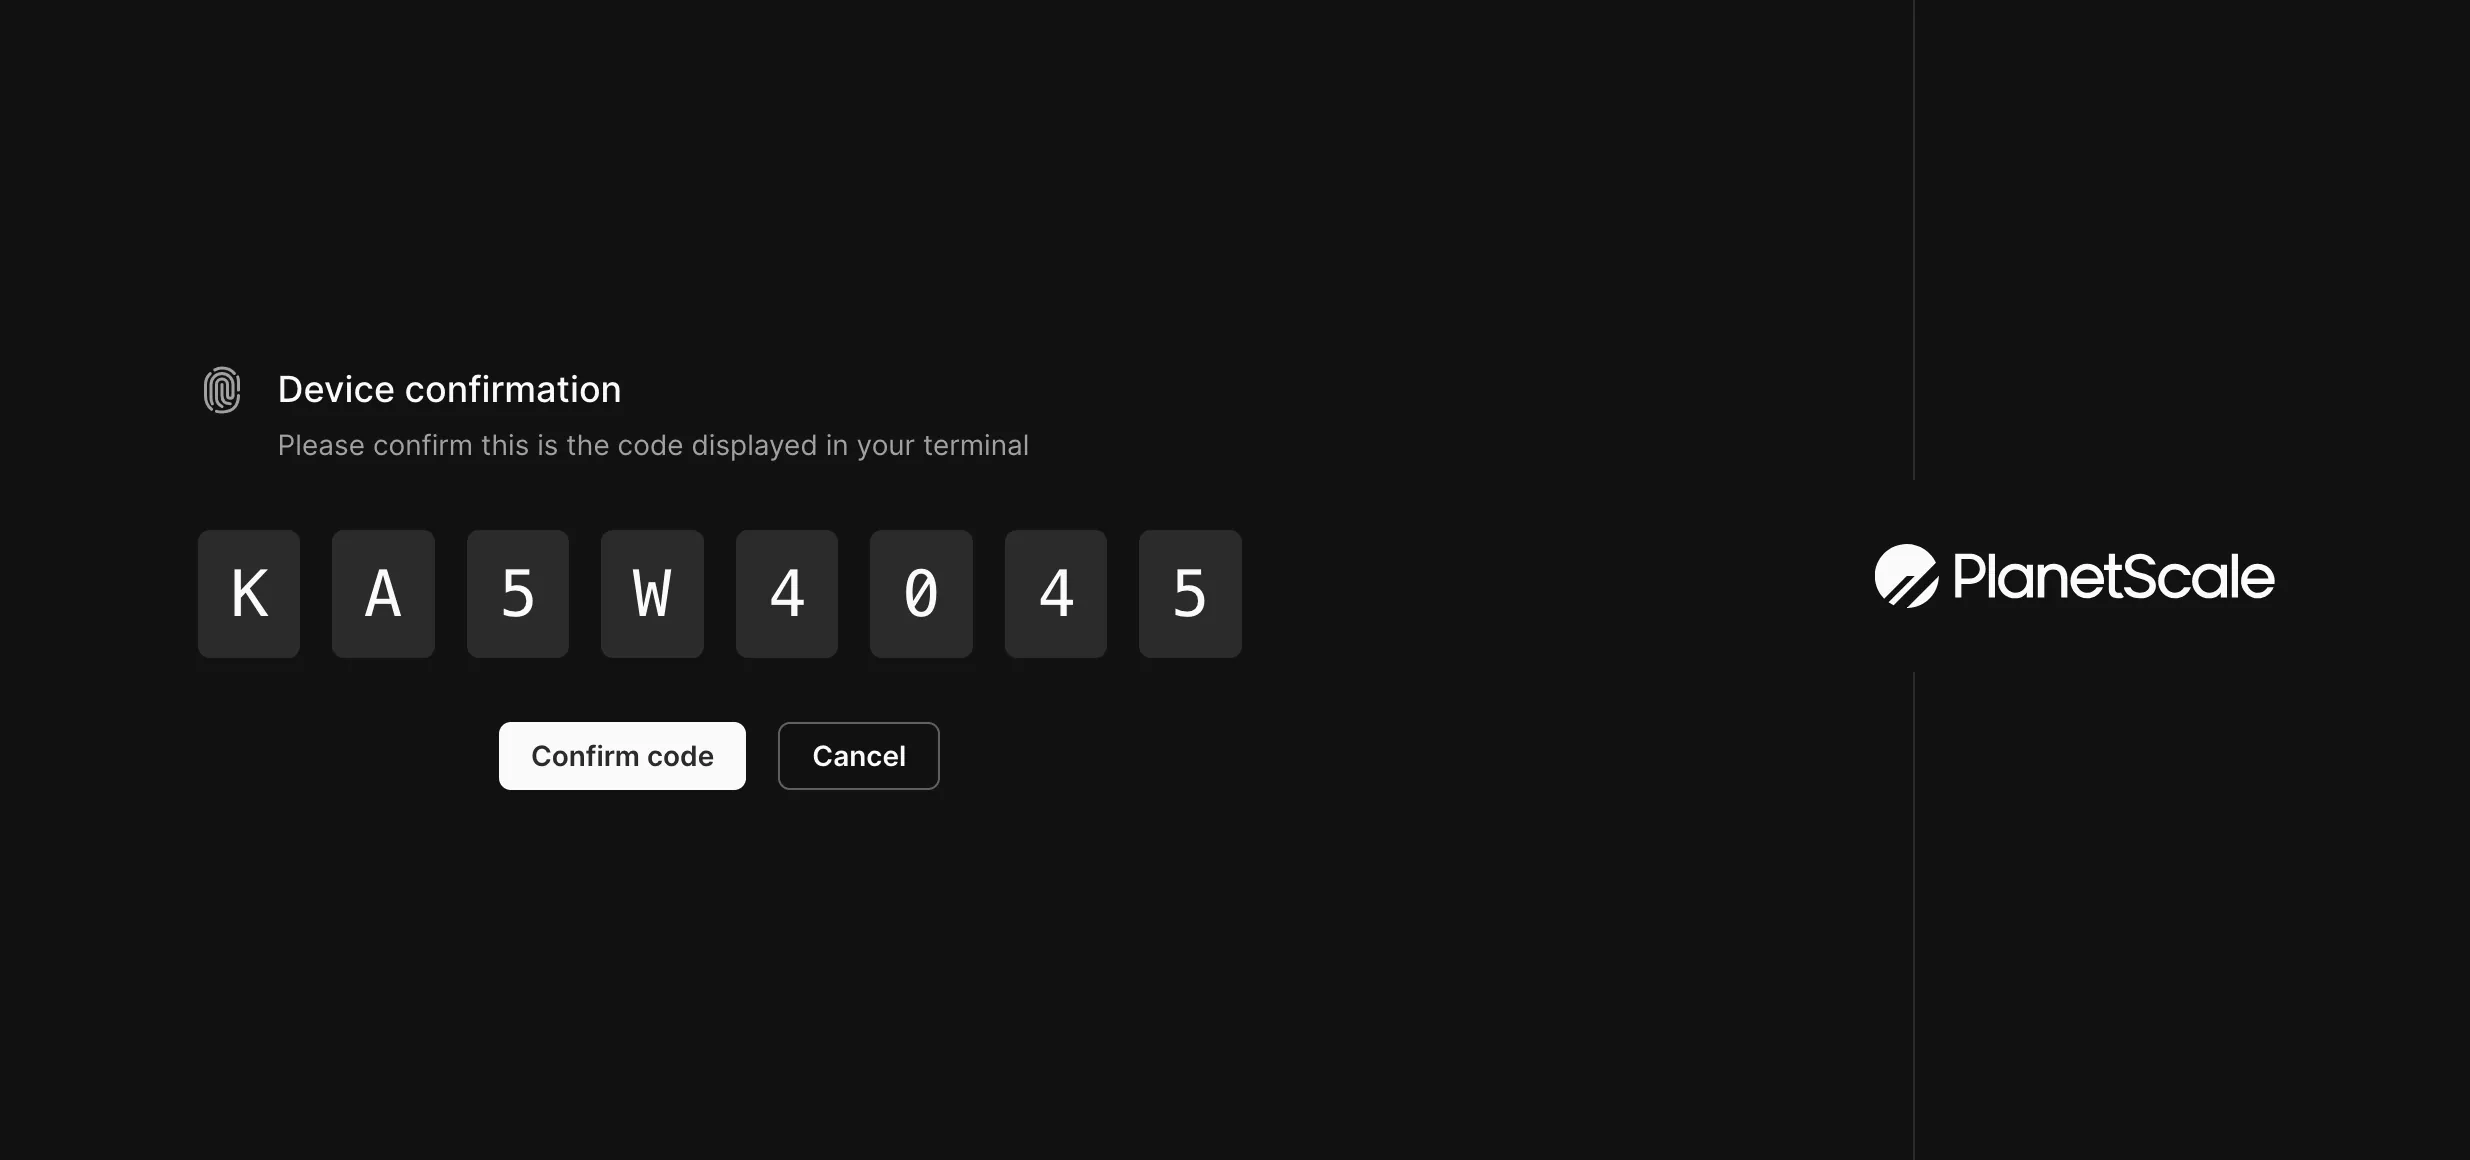 Device confirmation
Please confirm this is the code displayed in your terminal
K A 5 W 4 0 4 5
Confirm code Cancel
PlanetScale